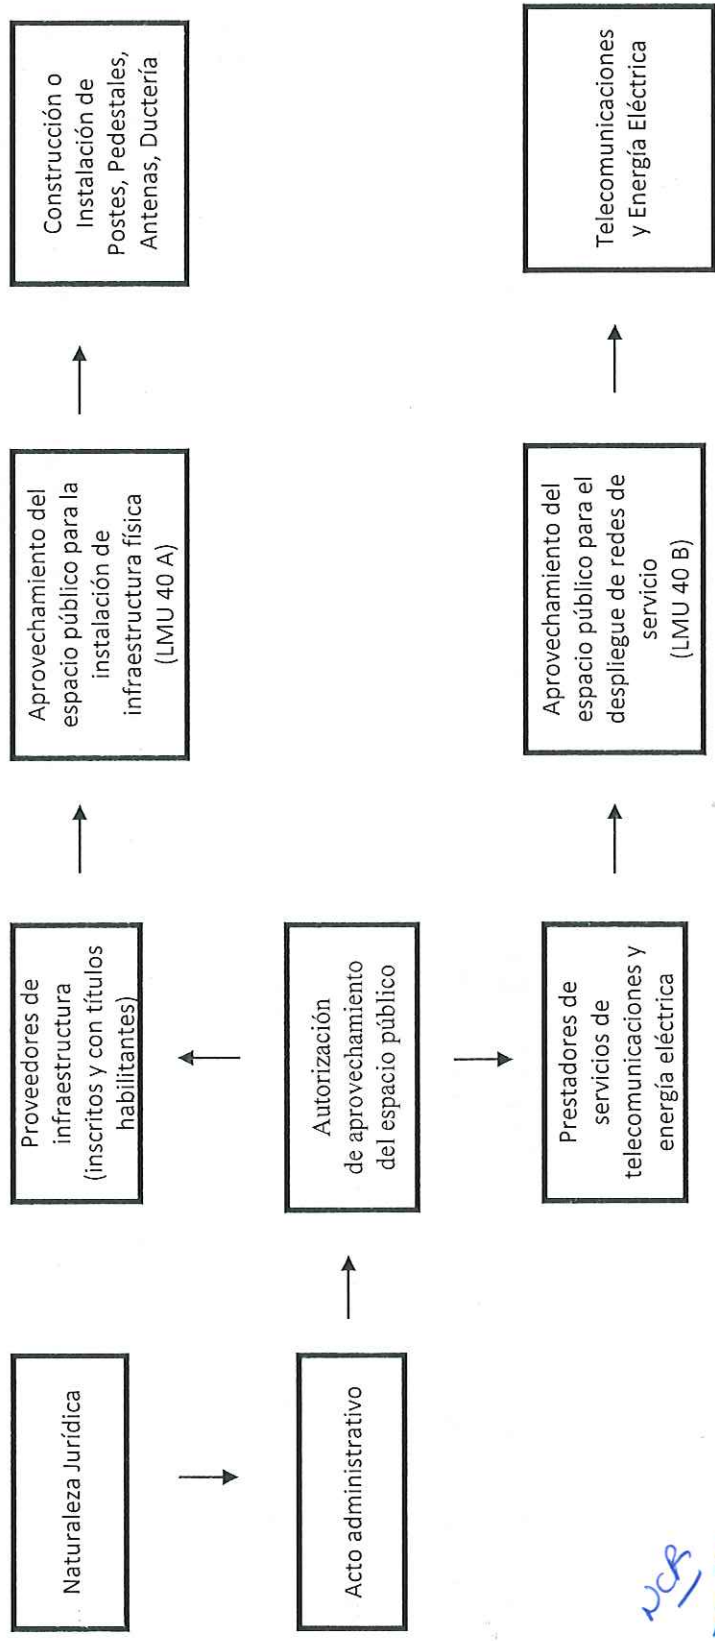 Naturaleza Jurídica
Acto administrativo
Proveedores de
infraestructura
(inscritos y con títulos
habilitantes)
Autorización
de aprovechamiento
del espacio público
Prestadores de
servicios de
telecomunicaciones y
energía eléctrica
Aprovechamiento del
espacio público para la
instalación de
infraestructura física
(LMU 40 A)
Aprovechamiento del
espacio público para el
despliegue de redes de
servicio
(LMU 40 B)
Construcción o
Instalación de
Postes, Pedestales,
Antenas, Ductería
Telecomunicaciones
y Energía Eléctrica